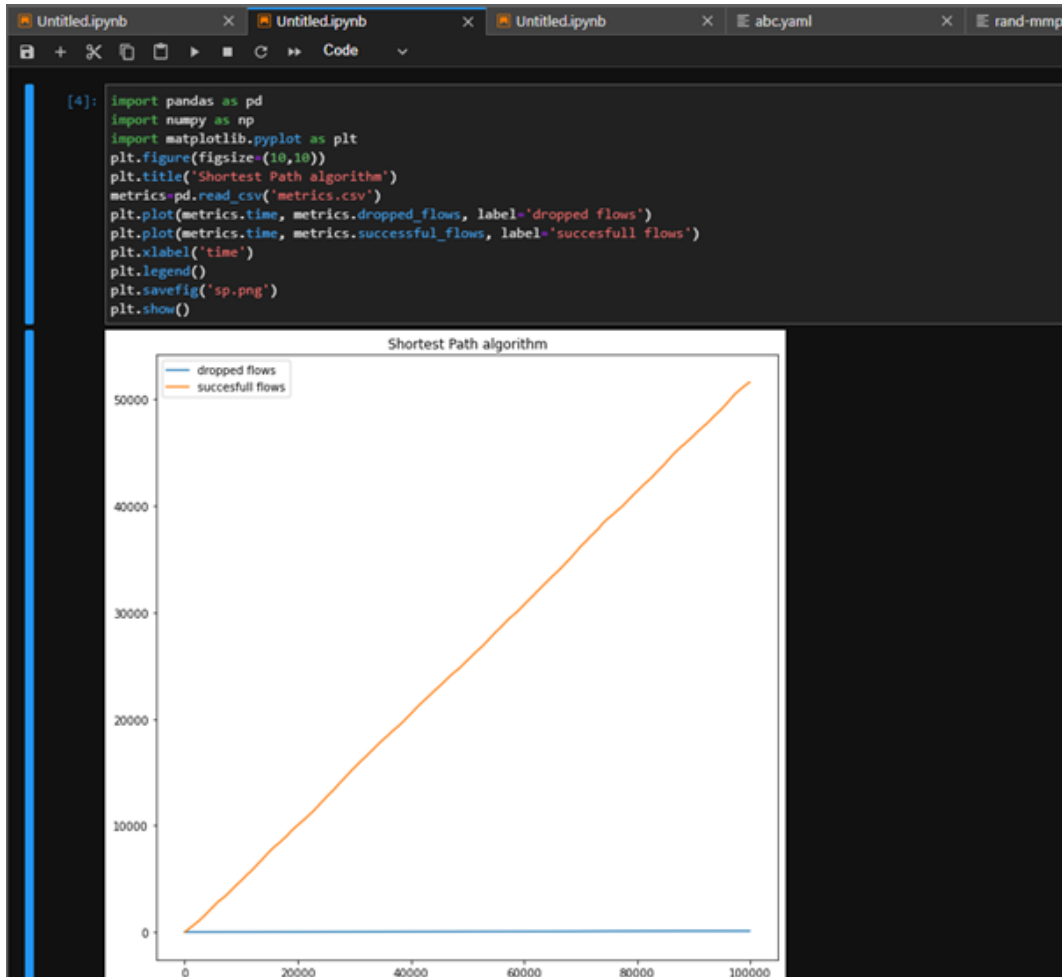 Untitled.ipynb
Untitled.ipynb
Untitled.ipynb
abc.yaml
rand-mmp
Code
[4]:
import pandas as pd
import numpy as np
import matplotlib.pyplot as plt
plt.figure(figsize=(10,10))
plt.title('Shortest Path algorithm')
metrics=pd.read_csv('metrics.csv')
plt.plot(metrics.time, metrics.dropped_flows, label='dropped flows')
plt.plot(metrics.time, metrics.successful_flows, label='succesfull flows')
plt.xlabel('time')
plt.legend()
plt.savefig('sp.png')
plt.show()
Shortest Path algorithm
dropped flows
succesfull flows
50000
40000
30000
20000
10000
0
0 20000 40000 60000 80000 100000